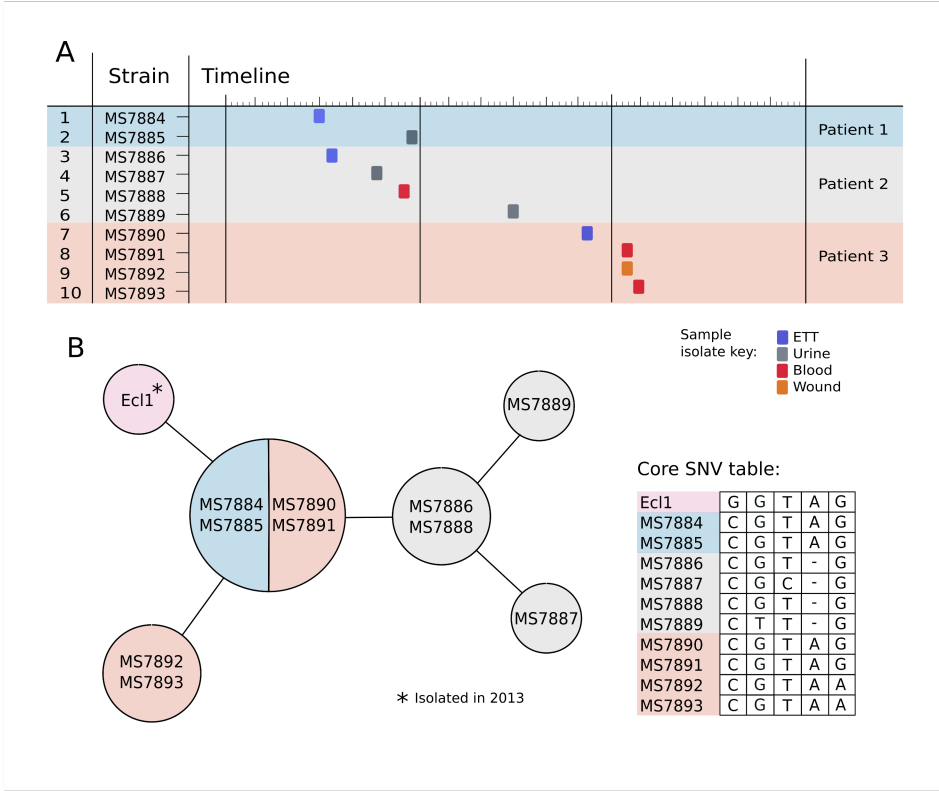 A
Strain Timeline
1 MS7884
2 MS7885
Patient 1
3 MS7886
4 MS7887
5 MS7888
6 MS7889
Patient 2
7 MS7890
8 MS7891
9 MS7892
10 MS7893
Patient 3
Sample
isolate key:
ETT
Urine
Blood
Wound
B
Ecl1*
MS7884
MS7885
MS7890
MS7891
MS7886
MS7888
MS7889
MS7887
MS7892
MS7893
* Isolated in 2013
Core SNV table:
Ecl1 G G T A G
MS7884 C G T A G
MS7885 C G T A G
MS7886 C G T - G
MS7887 C G C - G
MS7888 C G T - G
MS7889 C T T - G
MS7890 C G T A G
MS7891 C G T A G
MS7892 C G T A A
MS7893 C G T A A